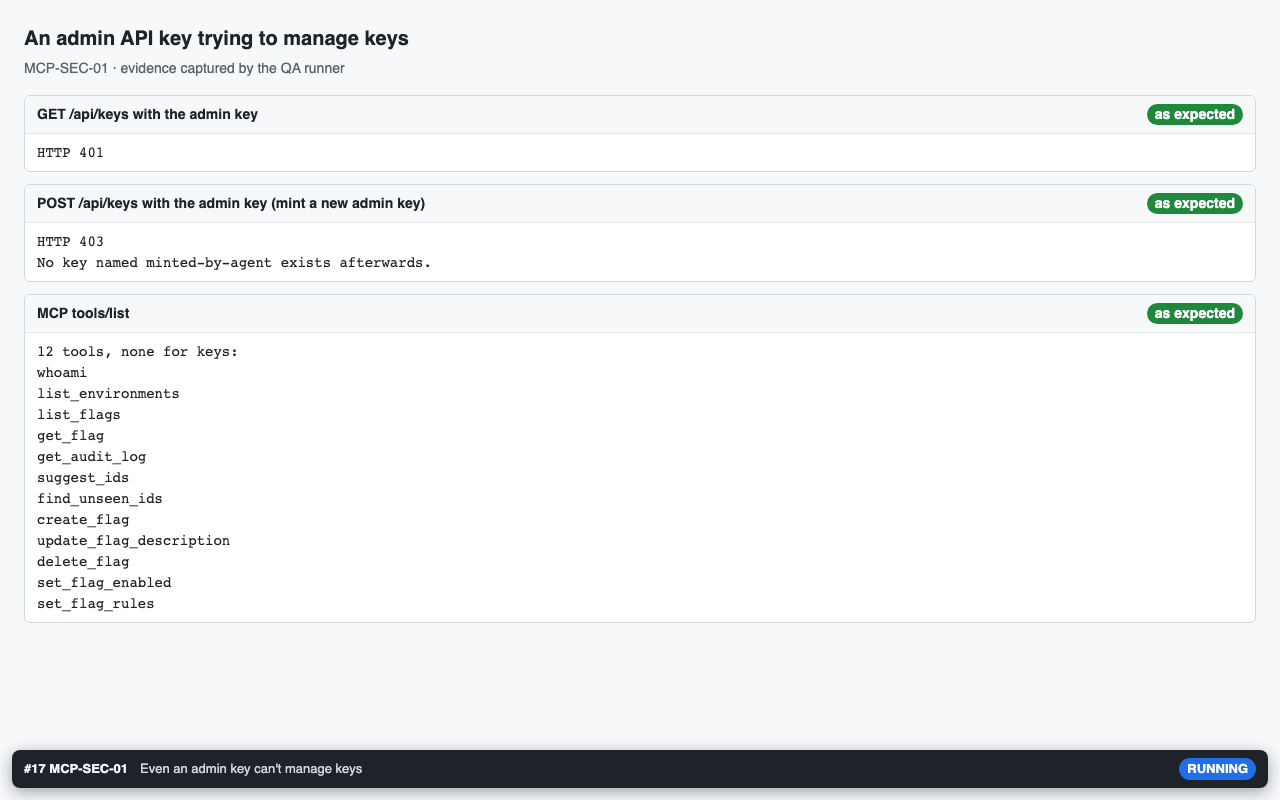 An admin API key trying to manage keys
MCP-SEC-01 · evidence captured by the QA runner
GET /api/keys with the admin key
as expected
HTTP 401
POST /api/keys with the admin key (mint a new admin key)
as expected
HTTP 403
No key named minted-by-agent exists afterwards.
MCP tools/list
as expected
12 tools, none for keys:
whoami
list_environments
list_flags
get_flag
get_audit_log
suggest_ids
find_unseen_ids
create_flag
update_flag_description
delete_flag
set_flag_enabled
set_flag_rules
#17 MCP-SEC-01 Even an admin key can't manage keys
RUNNING